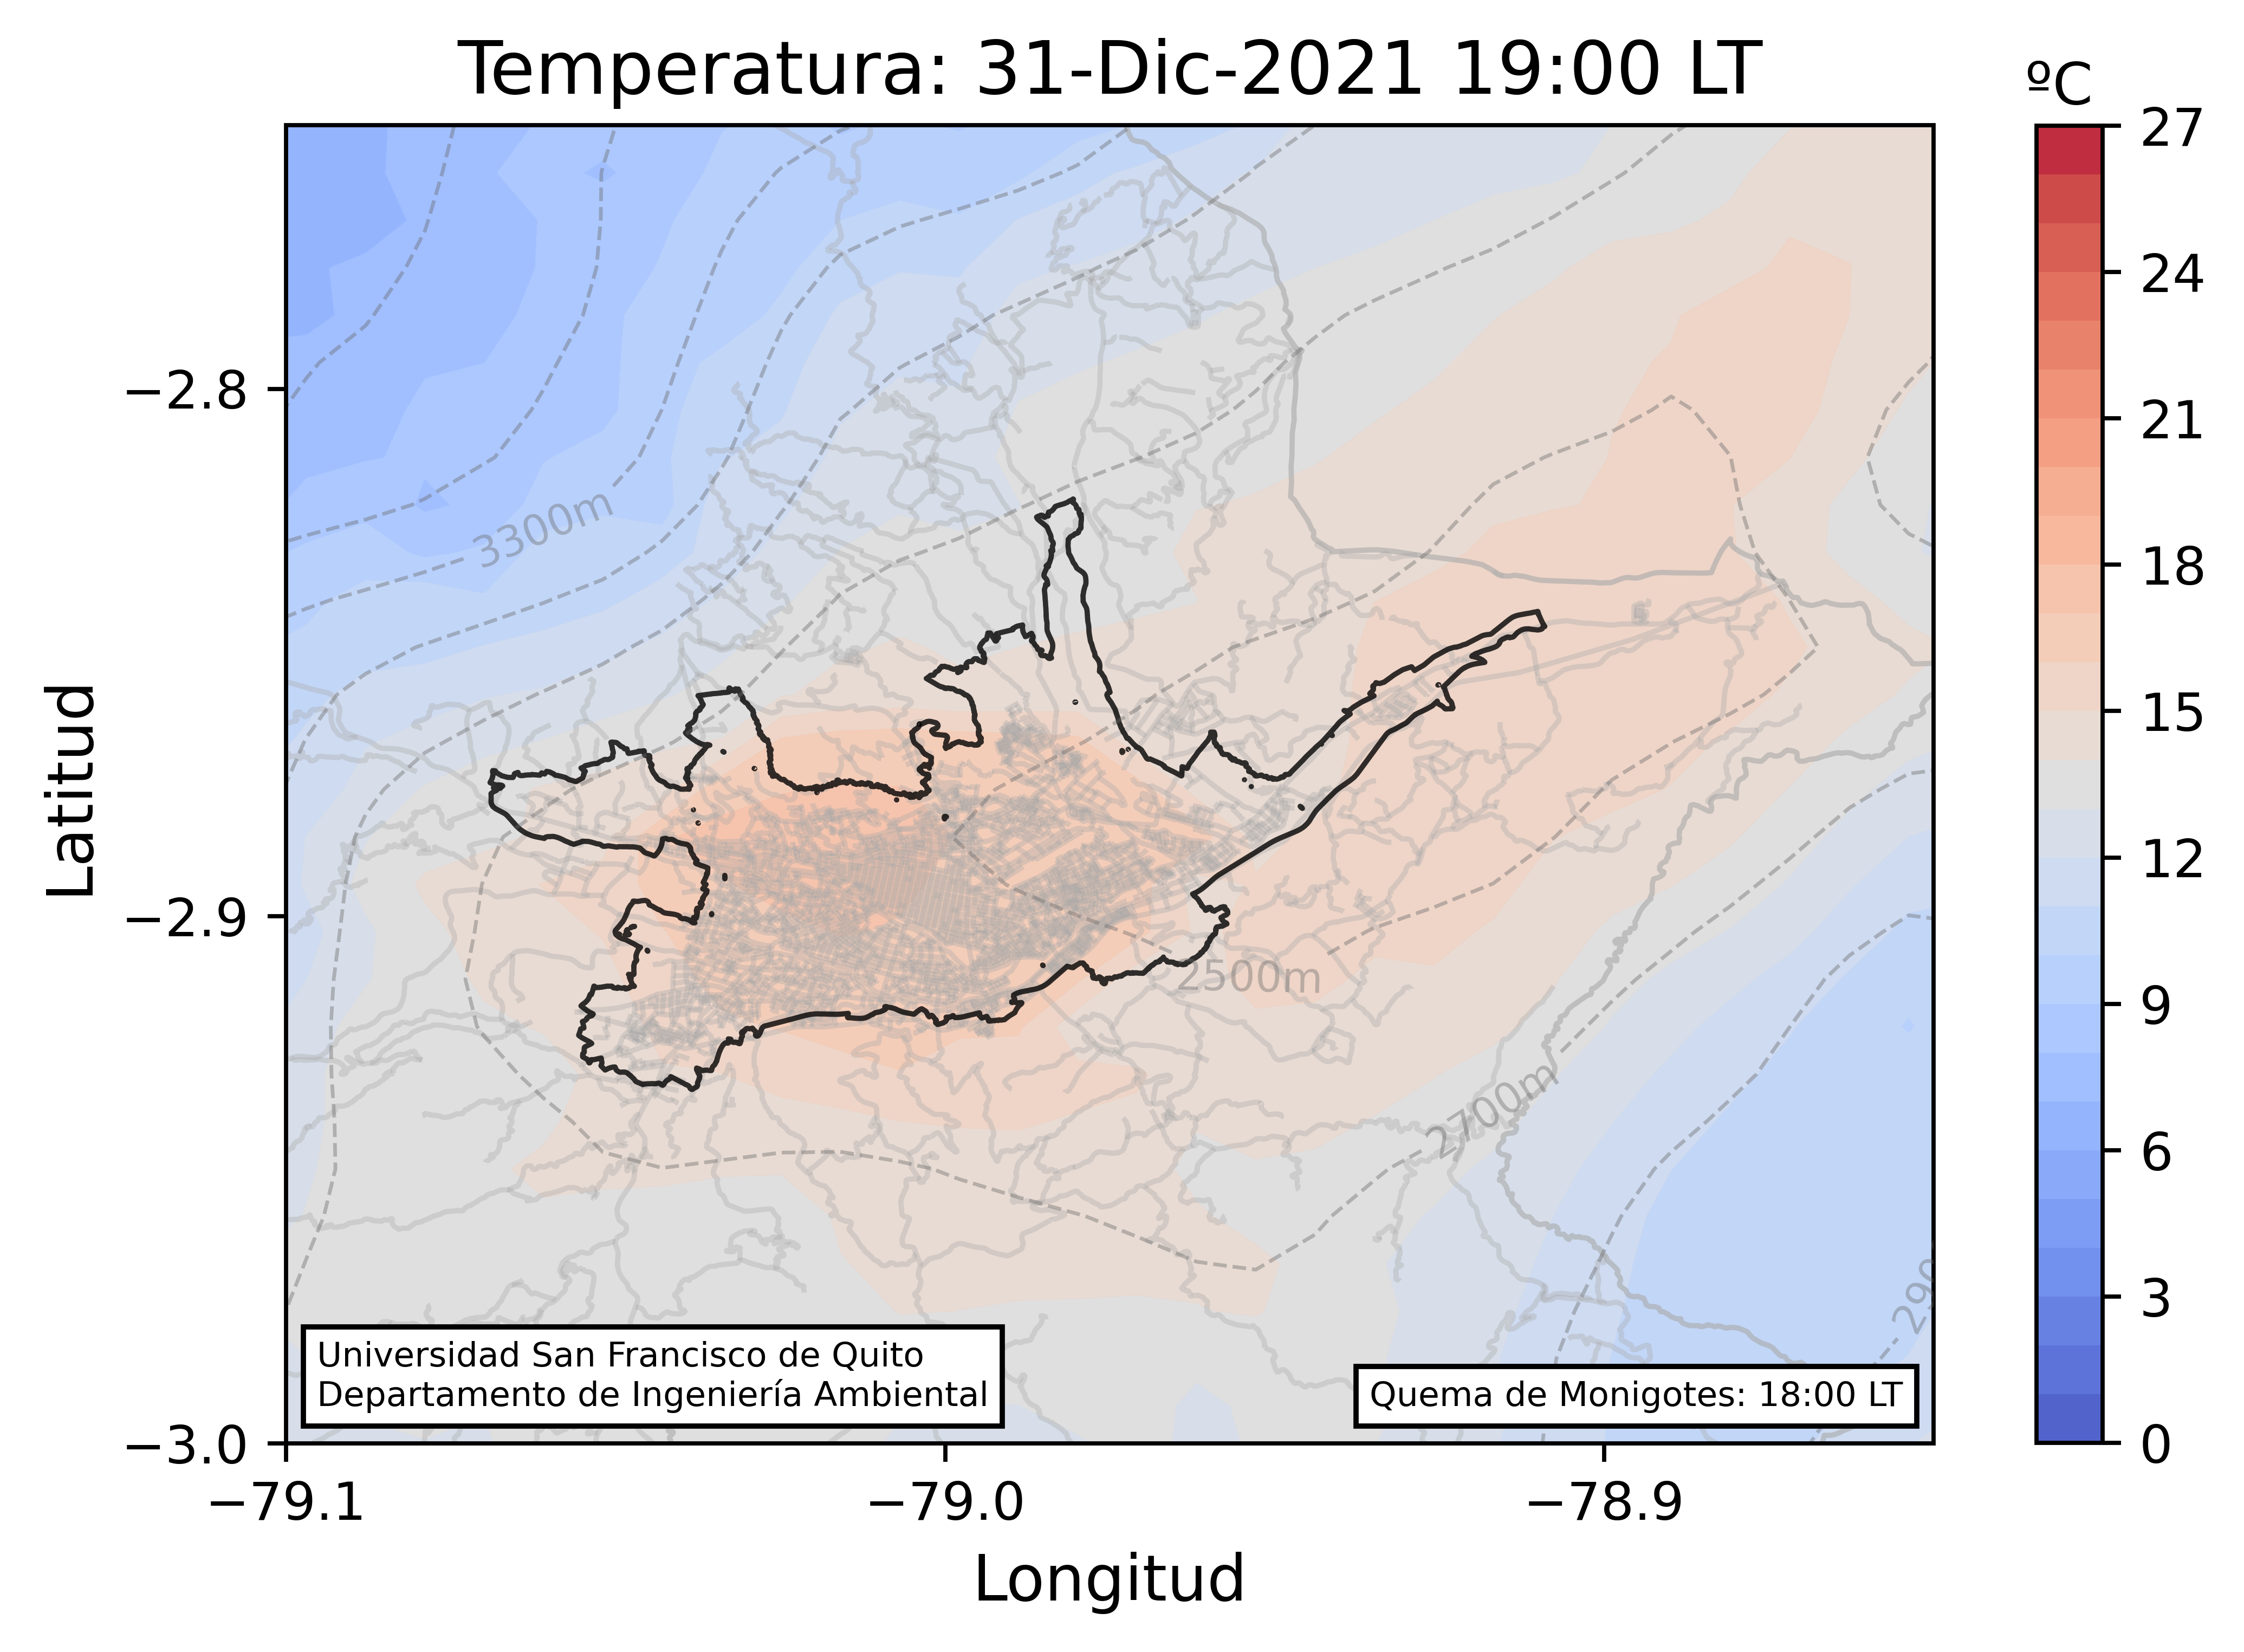 Temperatura: 31-Dic-2021 19:00 LT
ºC
27
24
21
18
15
12
9
6
3
0
Latitud
−2.8
−2.9
−3.0
3300m
2500m
2700m
290
Universidad San Francisco de Quito
Departamento de Ingeniería Ambiental
Quema de Monigotes: 18:00 LT
−79.1
−79.0
−78.9
Longitud